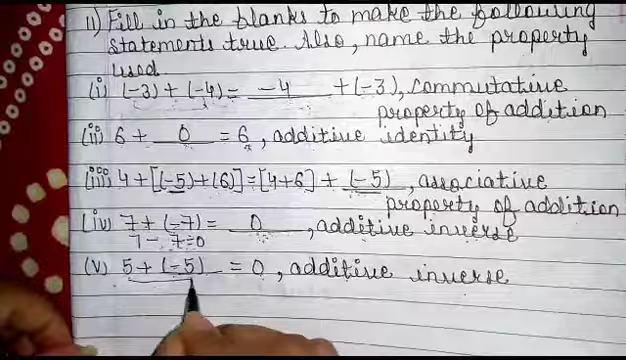 11) Fill in the blanks to make the following
statements true. Also, name the property
used
(i) (-3) + (-4) = -4 + (-3), commutative
property of addition
(ii) 6 + 0 = 6, additive identity
(iii) 4 + [(-5) + (6)] = [4+6] + (-5), associative
property of addition
(iv) 7 + (-7) = 0, additive inverse
7 - 7 = 0
(v) 5 + (-5) = 0, additive inverse